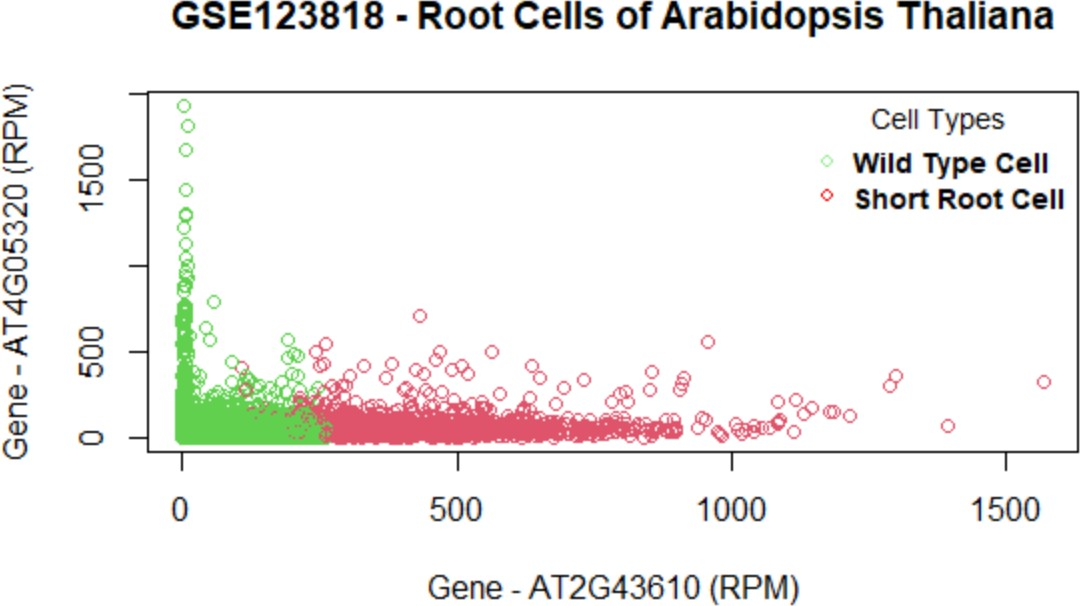 GSE123818 - Root Cells of Arabidopsis Thaliana
Gene - AT4G05320 (RPM)
1500
500
0
Cell Types
Wild Type Cell
Short Root Cell
0 500 1000 1500
Gene - AT2G43610 (RPM)